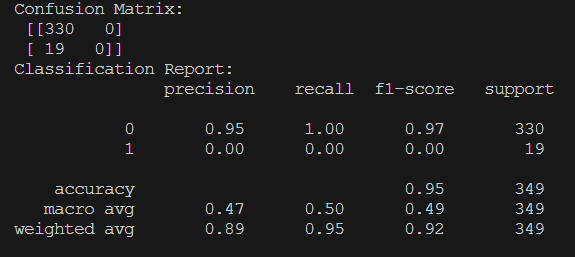 Confusion Matrix:
[[330   0]
[ 19   0]]
Classification Report:
precision    recall  f1-score   support
0       0.95      1.00      0.97       330
1       0.00      0.00      0.00        19
accuracy                           0.95       349
macro avg       0.47      0.50      0.49       349
weighted avg       0.89      0.95      0.92       349